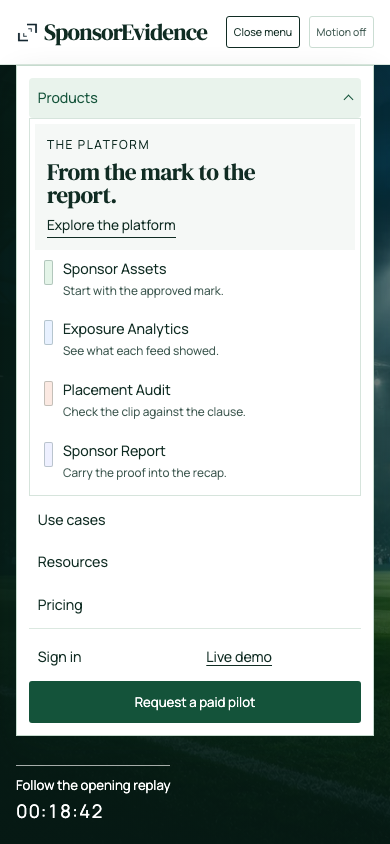 SponsorEvidence
Close menu
Motion off
Products
THE PLATFORM
From the mark to the
report.
Explore the platform
Sponsor Assets
Start with the approved mark.
Exposure Analytics
See what each feed showed.
Placement Audit
Check the clip against the clause.
Sponsor Report
Carry the proof into the recap.
Use cases
Resources
Pricing
Sign in
Live demo
Request a paid pilot
Follow the opening replay
00:18:42